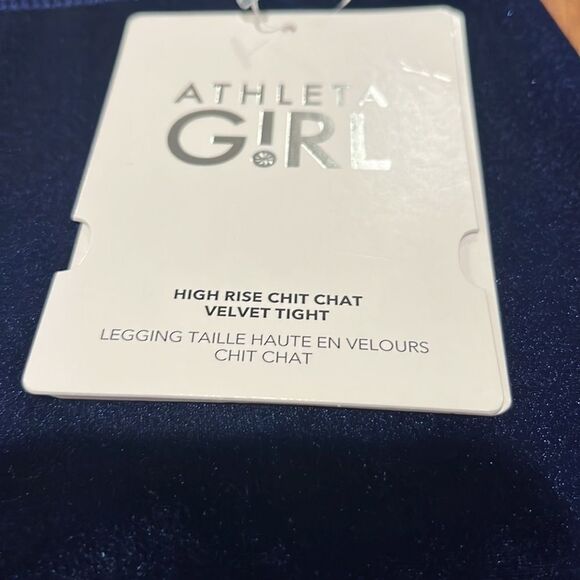 ATHLETA
G!RL
HIGH RISE CHIT CHAT
VELVET TIGHT
LEGGING TAILLE HAUTE EN VELOURS
CHIT CHAT